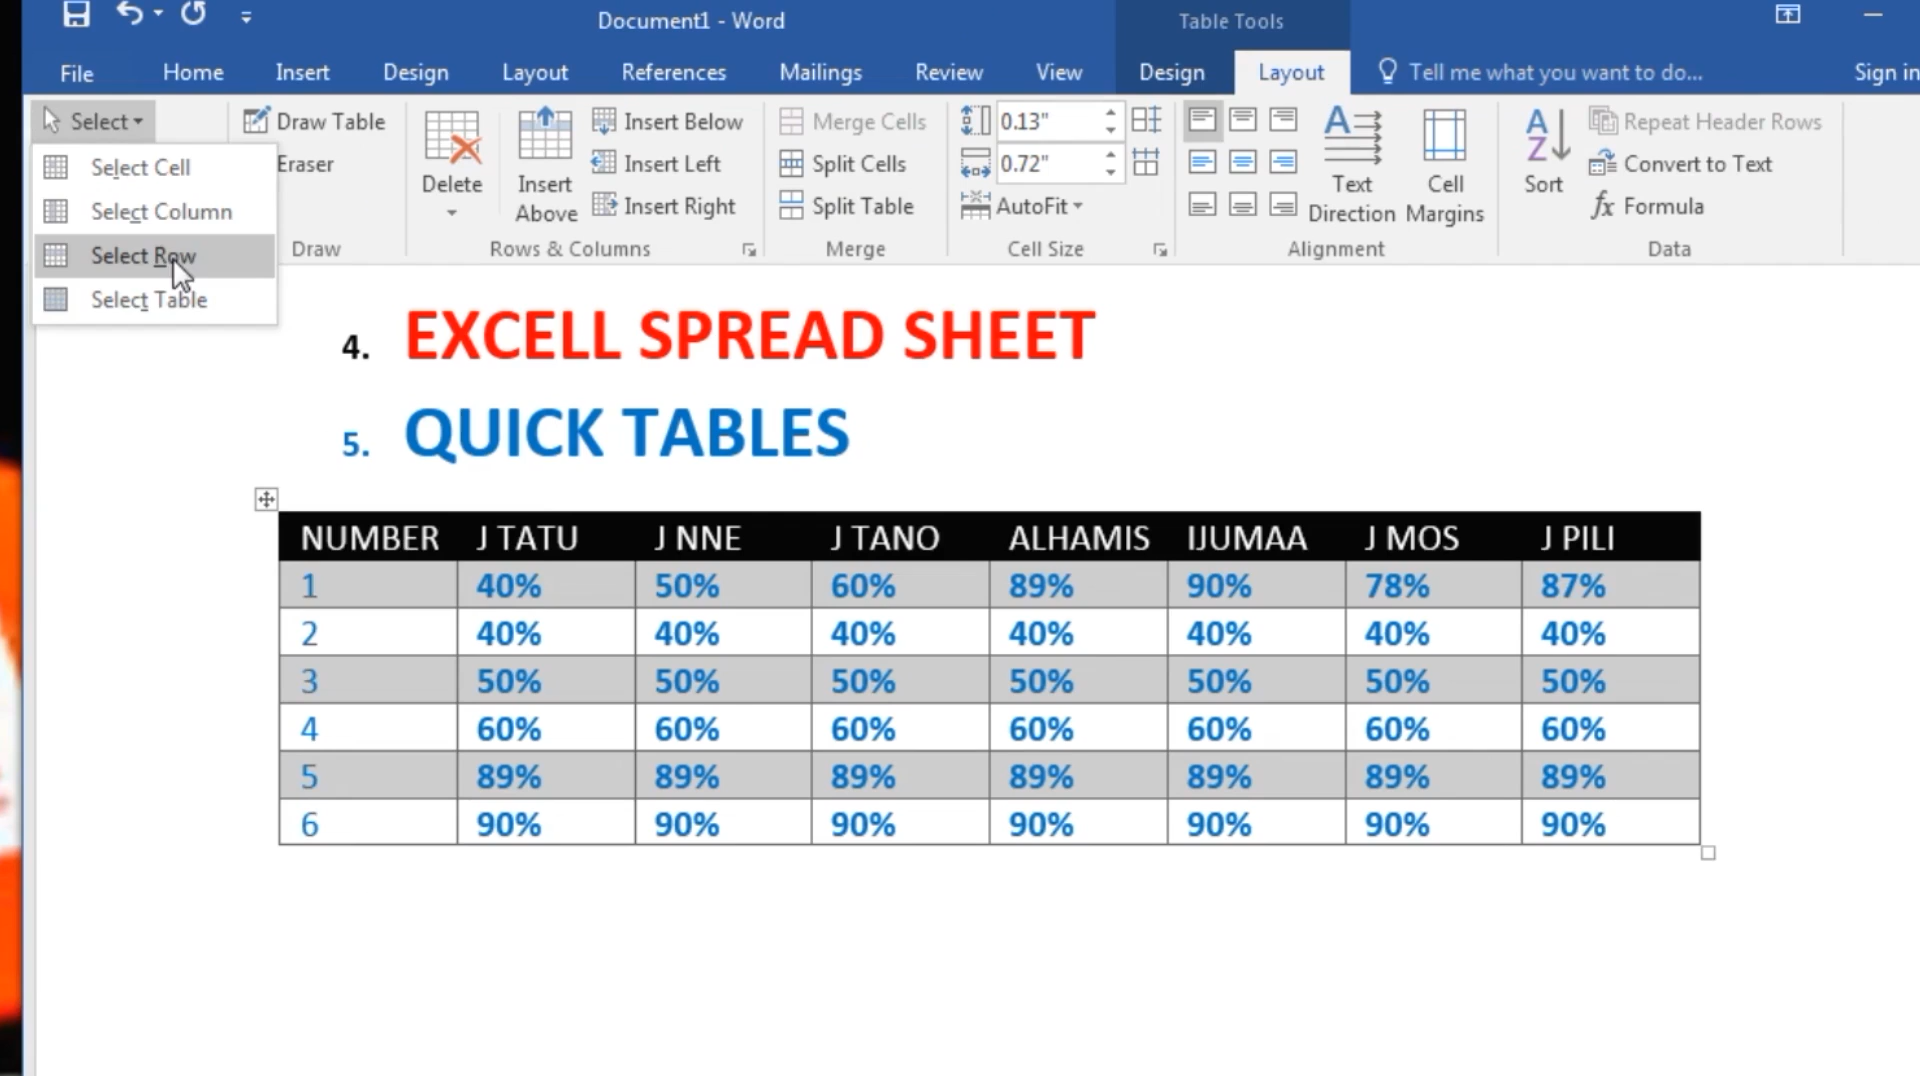 Document1 - Word
Table Tools
File Home Insert Design Layout References Mailings Review View Design Layout Tell me what you want to do... Sign in
Select Draw Table
Select Cell
Select Column
Select Row
Select Table
Eraser
Draw
Delete
Insert Above
Insert Below
Insert Left
Insert Right
Rows & Columns
Merge Cells
Split Cells
Split Table
Merge
0.13"
0.72"
AutoFit
Cell Size
Text Direction
Cell Margins
Alignment
A Z
Sort
Repeat Header Rows
Convert to Text
fx Formula
Data
4. EXCELL SPREAD SHEET
5. QUICK TABLES
NUMBER J TATU J NNE J TANO ALHAMIS IJUMAA J MOS J PILI
1 40% 50% 60% 89% 90% 78% 87%
2 40% 40% 40% 40% 40% 40% 40%
3 50% 50% 50% 50% 50% 50% 50%
4 60% 60% 60% 60% 60% 60% 60%
5 89% 89% 89% 89% 89% 89% 89%
6 90% 90% 90% 90% 90% 90% 90%